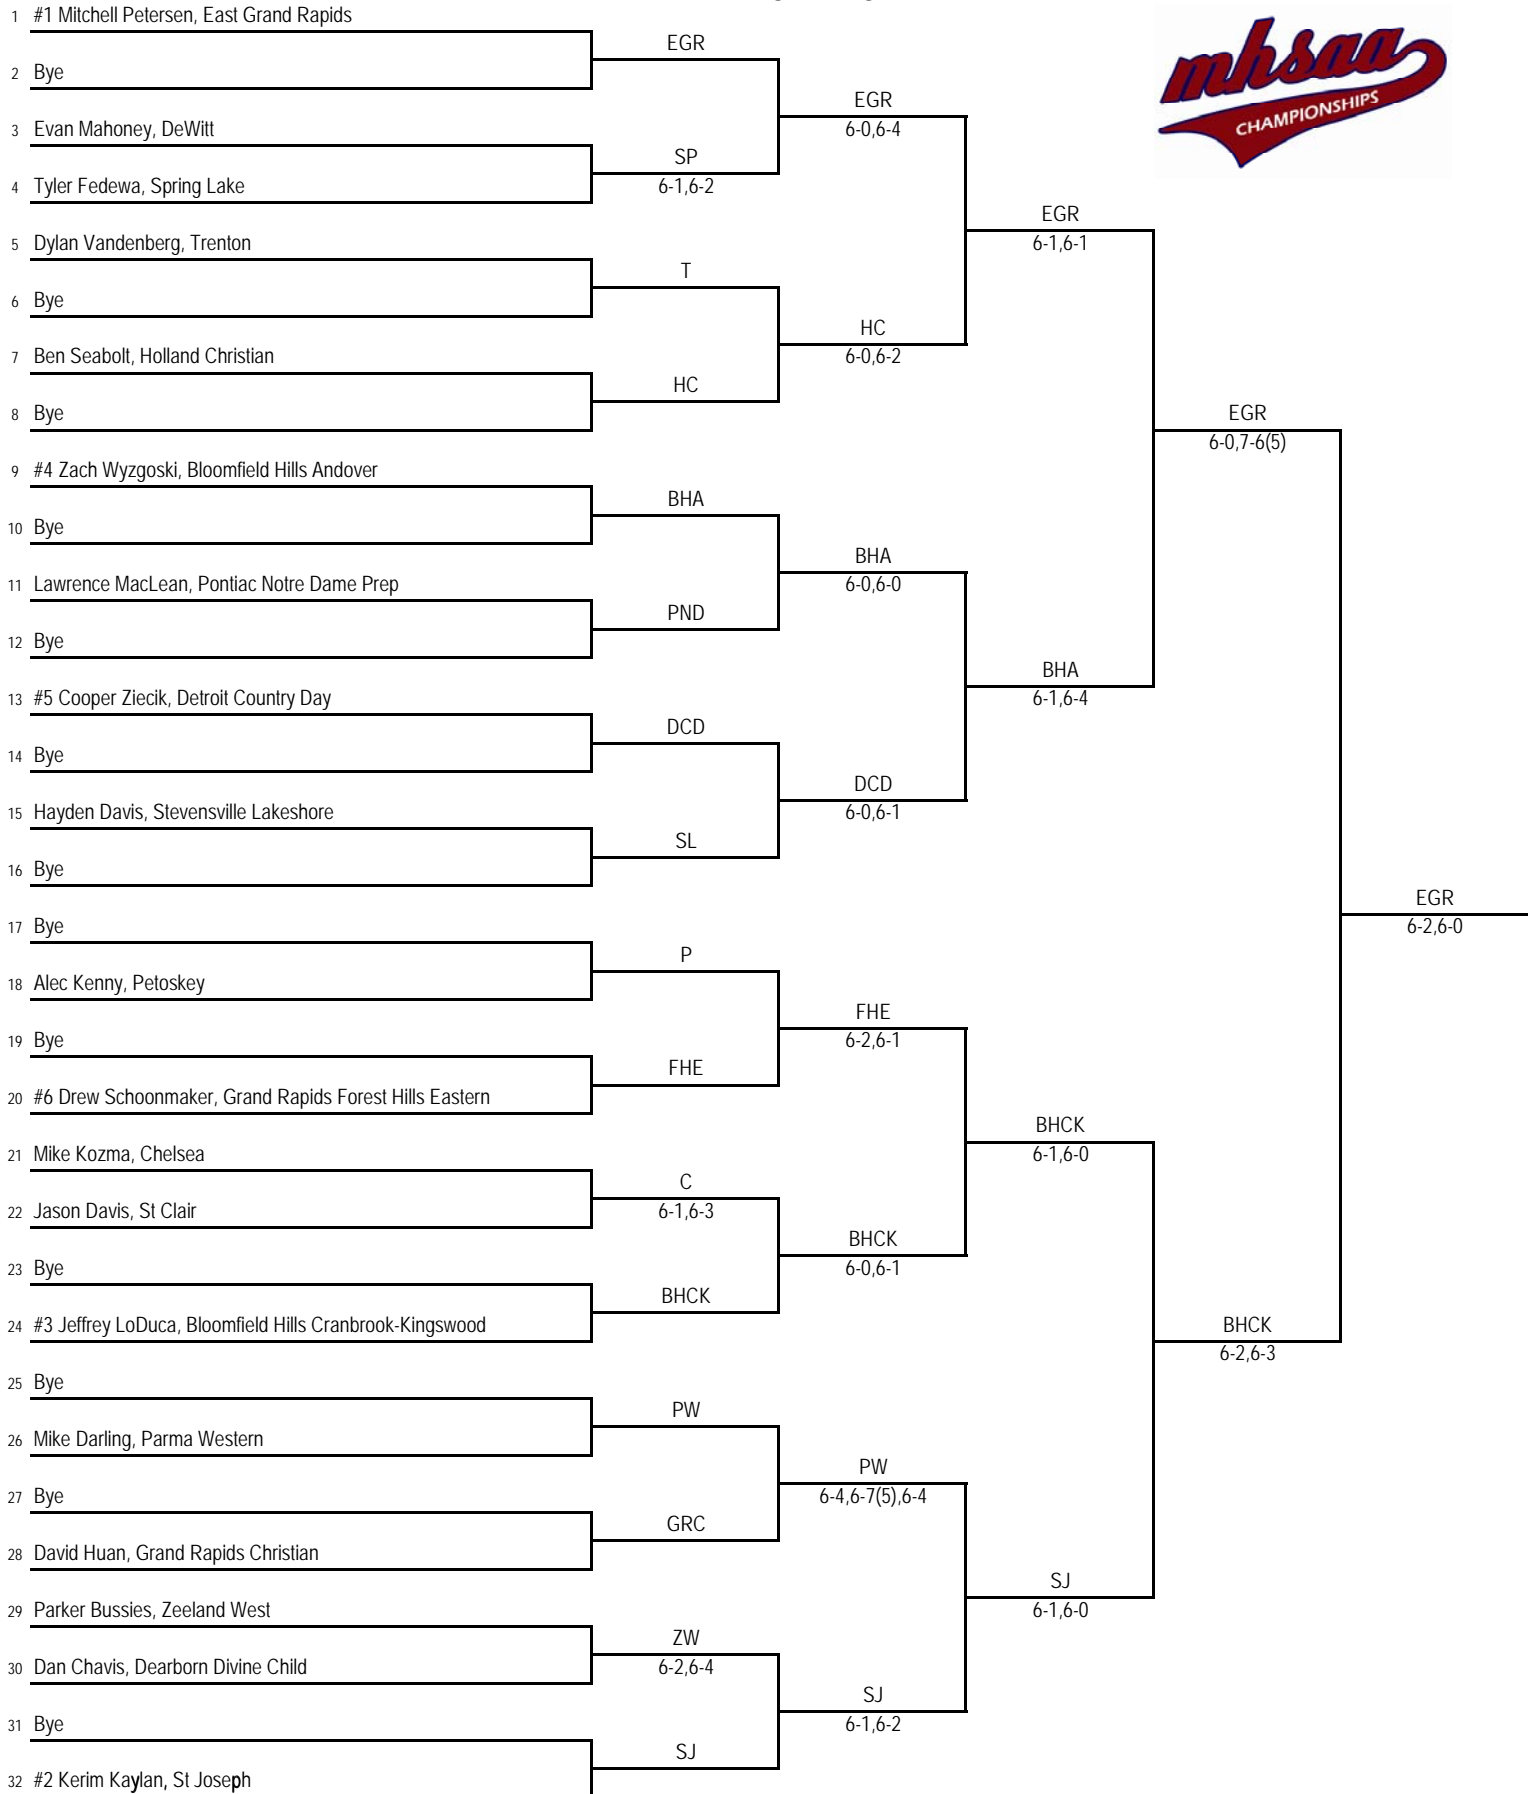 mhsaa
CHAMPIONSHIPS
1 #1 Mitchell Petersen, East Grand Rapids
EGR
2 Bye
EGR
6-0,6-4
3 Evan Mahoney, DeWitt
SP
6-1,6-2
4 Tyler Fedewa, Spring Lake
EGR
6-1,6-1
5 Dylan Vandenberg, Trenton
T
6 Bye
HC
6-0,6-2
7 Ben Seabolt, Holland Christian
HC
8 Bye
EGR
6-0,7-6(5)
9 #4 Zach Wyzgoski, Bloomfield Hills Andover
BHA
10 Bye
BHA
6-0,6-0
11 Lawrence MacLean, Pontiac Notre Dame Prep
PND
12 Bye
BHA
6-1,6-4
13 #5 Cooper Ziecik, Detroit Country Day
DCD
14 Bye
DCD
6-0,6-1
15 Hayden Davis, Stevensville Lakeshore
SL
16 Bye
EGR
6-2,6-0
17 Bye
P
18 Alec Kenny, Petoskey
FHE
6-2,6-1
19 Bye
FHE
20 #6 Drew Schoonmaker, Grand Rapids Forest Hills Eastern
BHCK
6-1,6-0
21 Mike Kozma, Chelsea
C
6-1,6-3
22 Jason Davis, St Clair
BHCK
6-0,6-1
23 Bye
BHCK
24 #3 Jeffrey LoDuca, Bloomfield Hills Cranbrook-Kingswood
BHCK
6-2,6-3
25 Bye
PW
26 Mike Darling, Parma Western
PW
6-4,6-7(5),6-4
27 Bye
GRC
28 David Huan, Grand Rapids Christian
SJ
6-1,6-0
29 Parker Bussies, Zeeland West
ZW
6-2,6-4
30 Dan Chavis, Dearborn Divine Child
SJ
6-1,6-2
31 Bye
SJ
32 #2 Kerim Kaylan, St Joseph